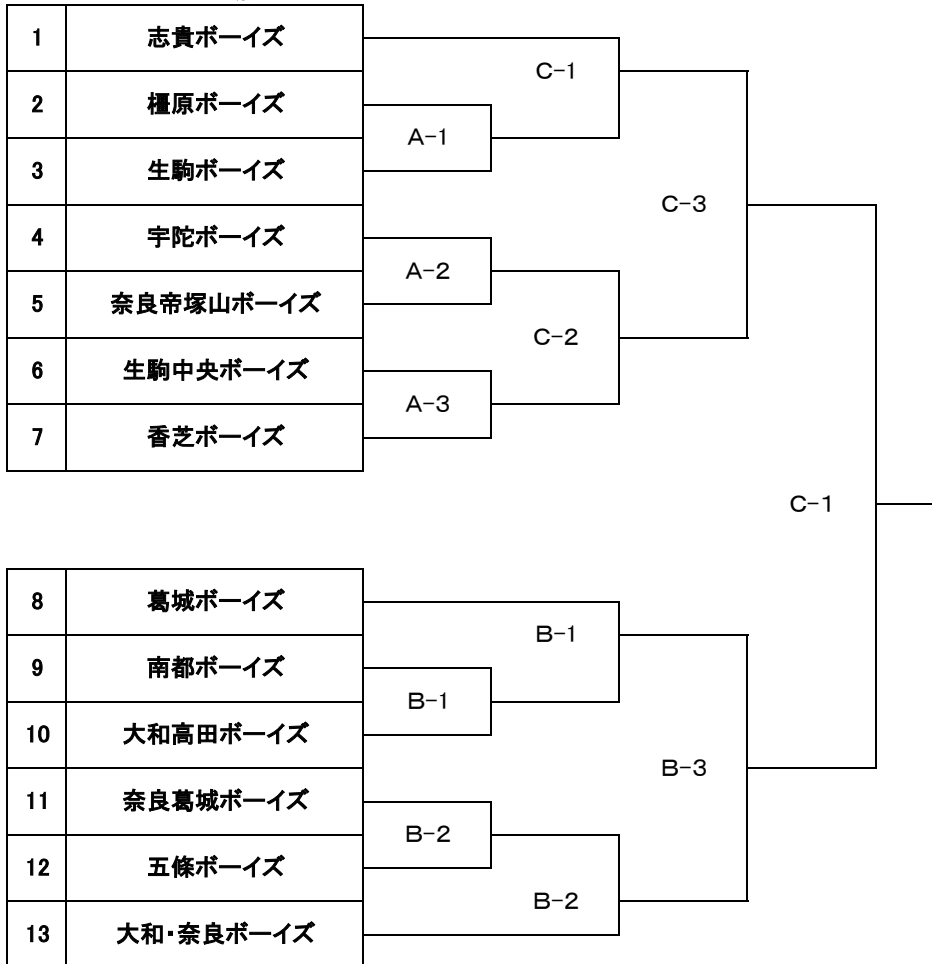 1 志貴ボーイズ
C-1
2 橿原ボーイズ
A-1
3 生駒ボーイズ
C-3
4 宇陀ボーイズ
A-2
5 奈良帝塚山ボーイズ
C-2
6 生駒中央ボーイズ
A-3
7 香芝ボーイズ
C-1
8 葛城ボーイズ
B-1
9 南都ボーイズ
B-1
10 大和高田ボーイズ
B-3
11 奈良葛城ボーイズ
B-2
12 五條ボーイズ
B-2
13 大和・奈良ボーイズ